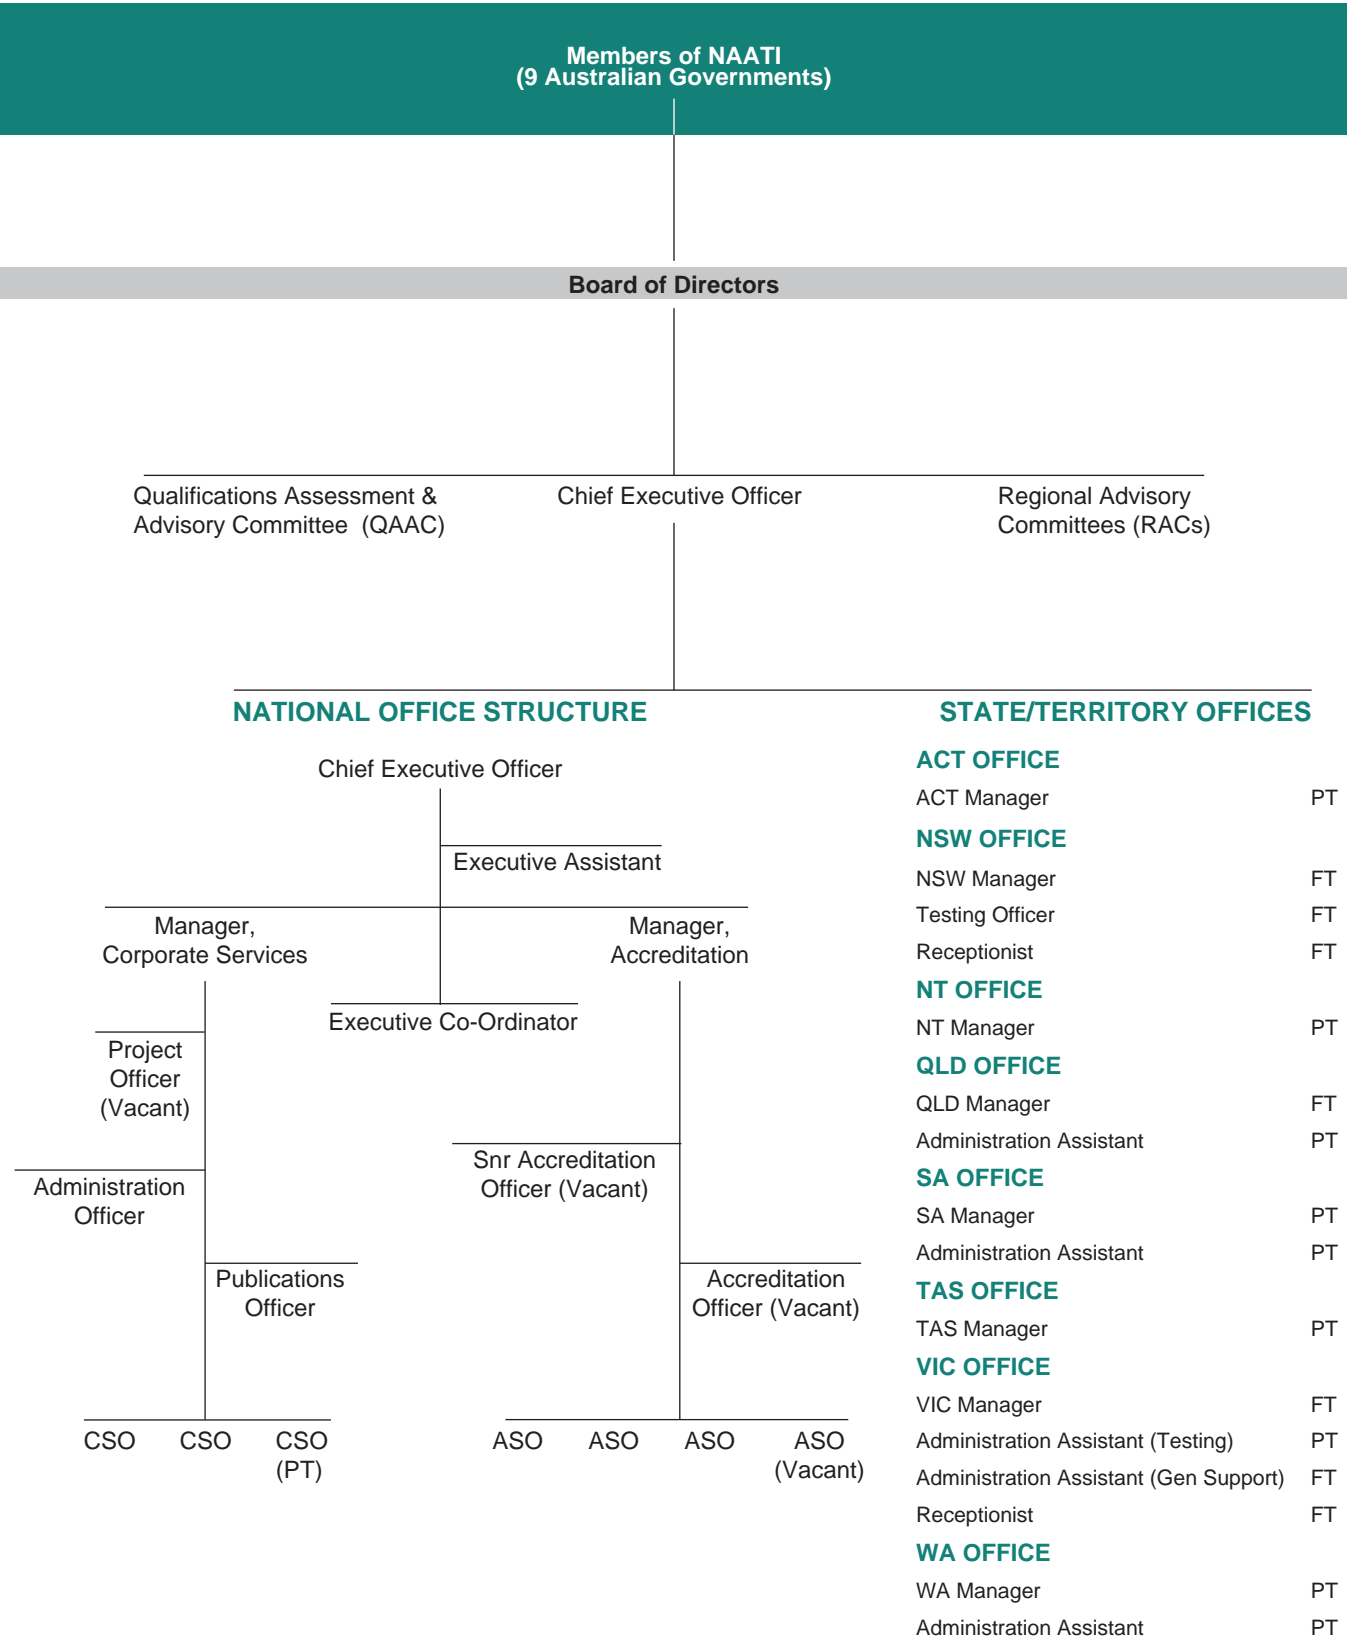 Members of NAATI
(9 Australian Governments)
Board of Directors
Qualifications Assessment &
Advisory Committee (QAAC)
Chief Executive Officer
Regional Advisory
Committees (RACs)
NATIONAL OFFICE STRUCTURE
Chief Executive Officer
Executive Assistant
Manager,
Corporate Services
Manager,
Accreditation
Executive Co-Ordinator
Project
Officer
(Vacant)
Snr Accreditation
Officer (Vacant)
Administration
Officer
Publications
Officer
Accreditation
Officer (Vacant)
CSO
CSO
CSO
(PT)
ASO
ASO
ASO
ASO
(Vacant)
STATE/TERRITORY OFFICES
ACT OFFICE
ACT Manager PT
NSW OFFICE
NSW Manager FT
Testing Officer FT
Receptionist FT
NT OFFICE
NT Manager PT
QLD OFFICE
QLD Manager FT
Administration Assistant PT
SA OFFICE
SA Manager PT
Administration Assistant PT
TAS OFFICE
TAS Manager PT
VIC OFFICE
VIC Manager FT
Administration Assistant (Testing) PT
Administration Assistant (Gen Support) FT
Receptionist FT
WA OFFICE
WA Manager PT
Administration Assistant PT